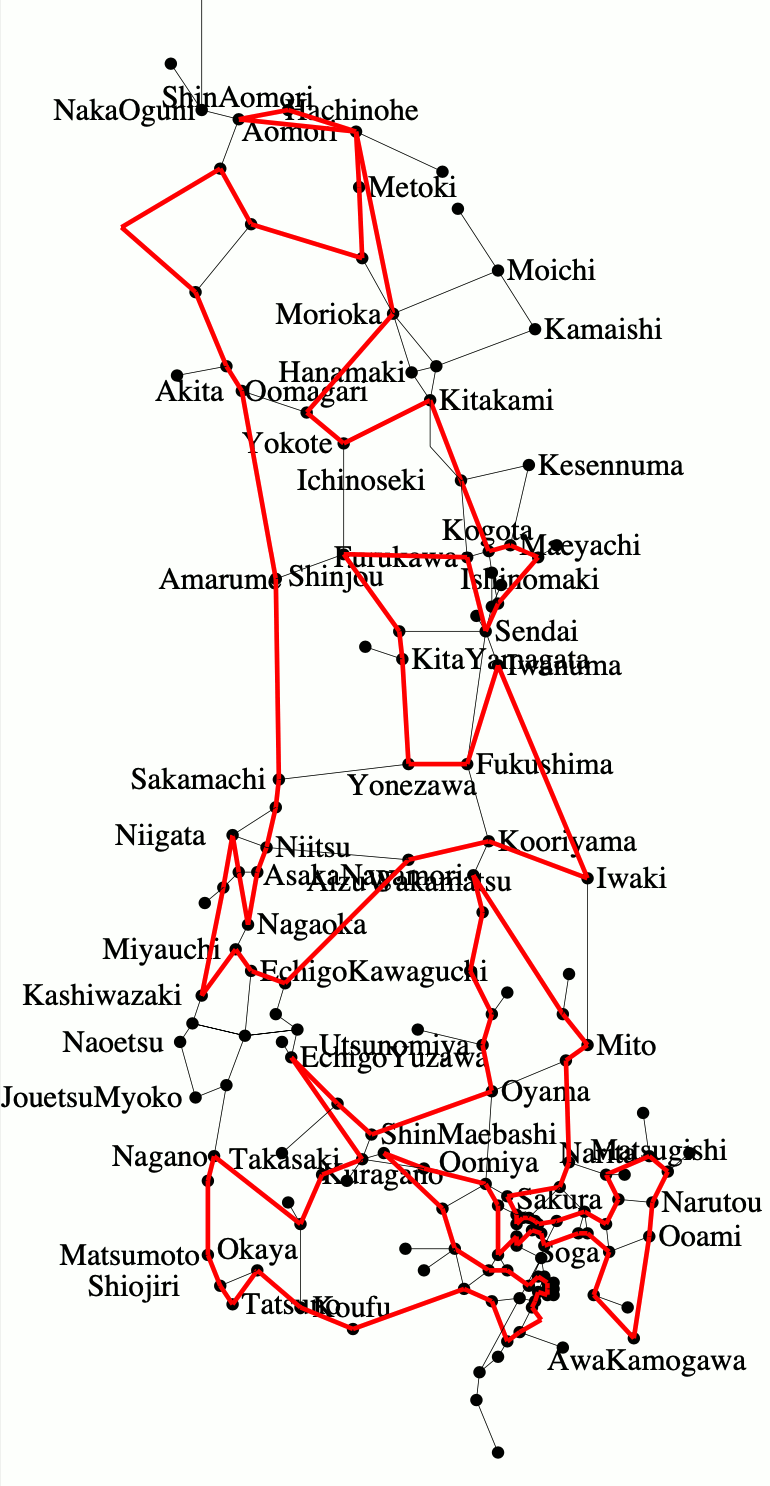 ShinAomori
NakaOguni
Hachinohe
Aomori
Metoki
Moichi
Morioka
Kamaishi
Hanamaki
Akita
Oomagari
Kitakami
Yokote
Kesennuma
Ichinoseki
Kogota
Maeyachi
Furukawa
Amarume
Shinjou
Ishinomaki
Sendai
KitaYamagata
Iwanuma
Fukushima
Sakamachi
Yonezawa
Niigata
Kooriyama
Niitsu
AsakaNagamori
Iwaki
AizuWakamatsu
Nagaoka
Miyauchi
EchigoKawaguchi
Kashiwazaki
Naoetsu
Utsunomiya
Mito
EchigoYuzawa
JouetsuMyoko
Oyama
ShinMaebashi
Nagano
Takasaki
Narita
Matsugishi
Oomiya
Kuragano
Sakura
Narutou
Ooami
Matsumoto
Okaya
Soga
Shiojiri
Tatsuno
Koufu
AwaKamogawa